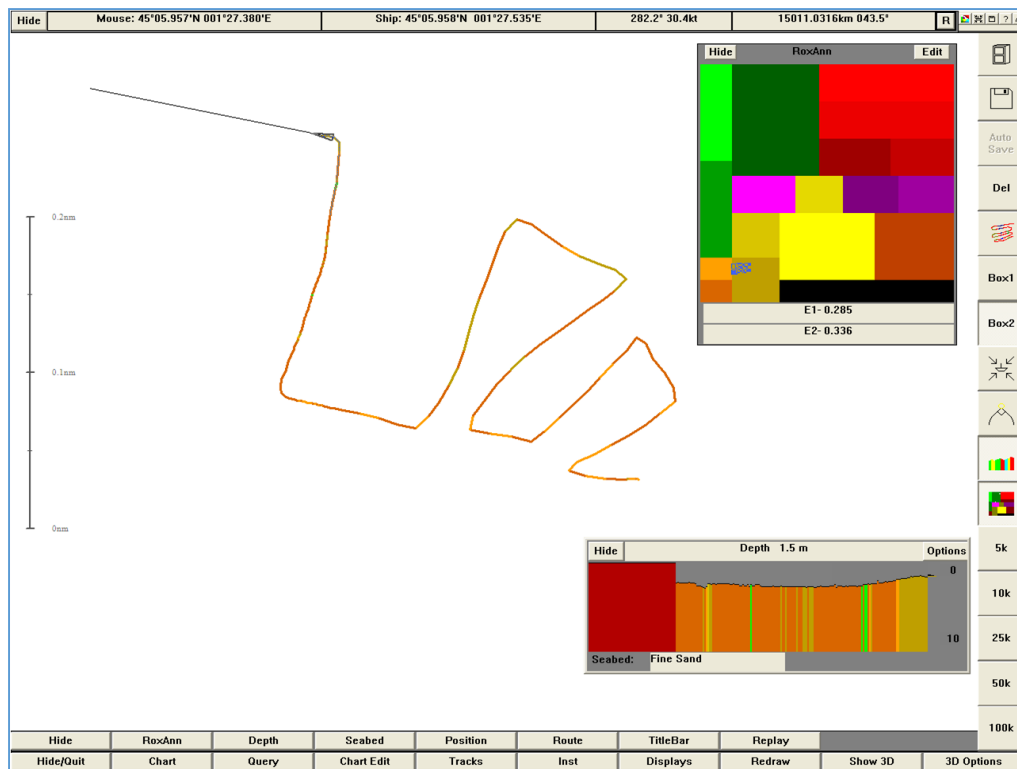 Hide Mouse: 45°05.957'N 001°27.380'E Ship: 45°05.958'N 001°27.535'E 282.2° 30.4kt 15011.0316km 043.5° R
Hide RoxAnn Edit
E1- 0.285
E2- 0.336
Auto
Save
Del
Box1
Box2
5k
10k
25k
50k
100k
0.2nm
0.1nm
0nm
Hide Depth 1.5 m Options
0
10
Seabed: Fine Sand
Hide RoxAnn Depth Seabed Position Route TitleBar Replay
Hide/Quit Chart Query Chart Edit Tracks Inst Displays Redraw Show 3D 3D Options